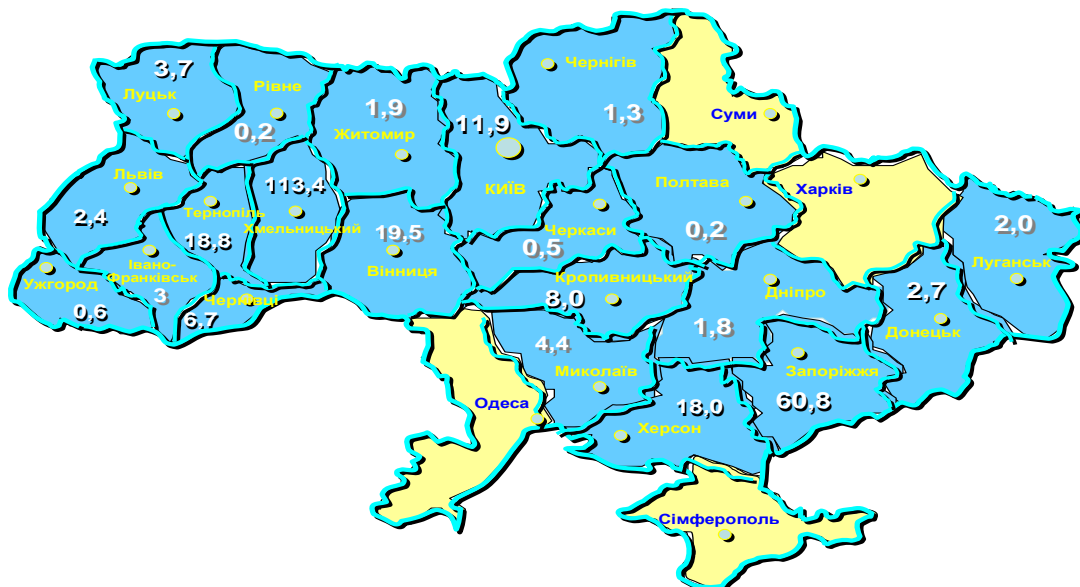 Чернігів
1,3
Суми
3,7
Луцьк
Рівне
0,2
1,9
Житомир
11,9
КИЇВ
Львів
2,4
Тернопіль
18,8
113,4
Хмельницький
19,5
Вінниця
Черкаси
0,5
Полтава
0,2
Харків
2,0
Луганськ
Ужгород
0,6
Івано-
Франківськ
3
Чернівці
6.7
Кропивницький
8,0
Дніпро
1,8
2,7
Донецьк
4,4
Миколаїв
Запоріжжя
60,8
Одеса
18,0
Херсон
Сімферополь